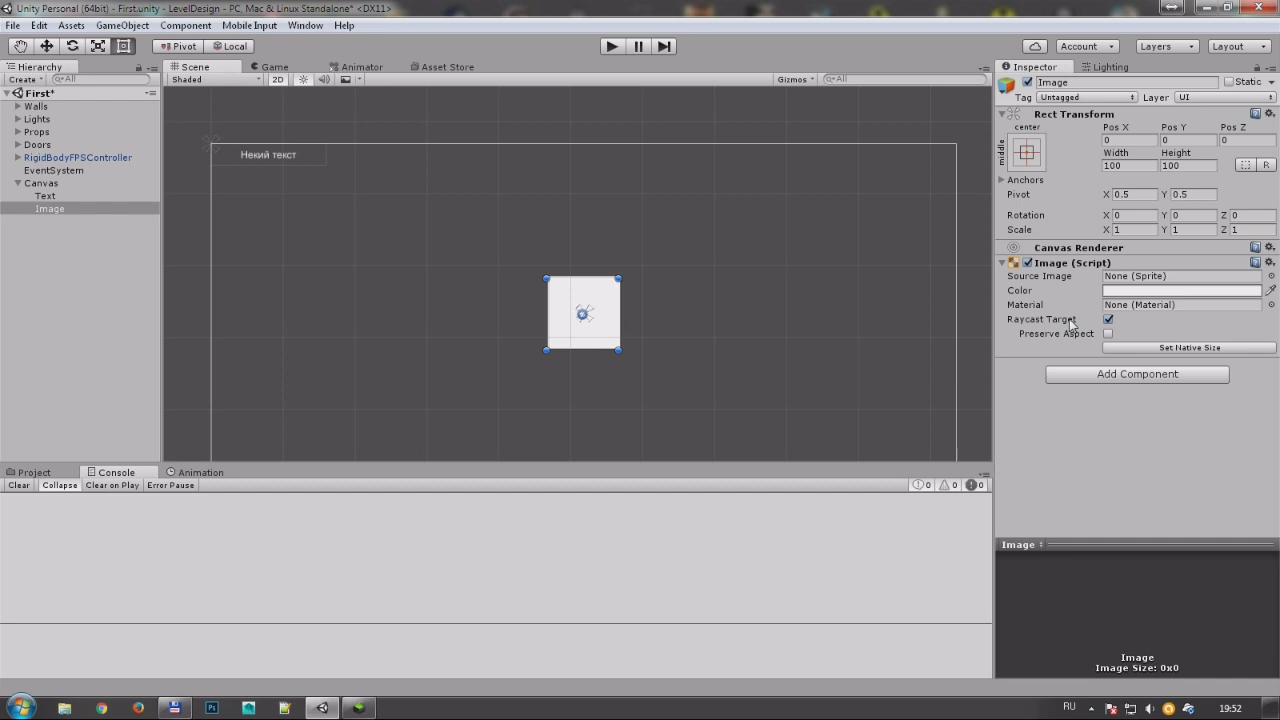 Unity Personal (64bit) - First.unity - LevelDesign - PC, Mac & Linux Standalone* <DX11>
File Edit Assets GameObject Component Mobile Input Window Help
Pivot Local Account Layers Layout
Hierarchy Scene Game Animator Asset Store Inspector Lighting
Create All Shaded 2D Gizmos All
Image Static
Tag Untagged Layer UI
First*
Walls
Lights
Props
Doors
RigidBodyFPSController
EventSystem
Canvas
Text
Image
Некий текст
Rect Transform
center Pos X Pos Y Pos Z
middle 0 0 0
Width Height
100 100 R
Anchors
Pivot X 0.5 Y 0.5
Rotation X 0 Y 0 Z 0
Scale X 1 Y 1 Z 1
Canvas Renderer
Image (Script)
Source Image None (Sprite)
Color
Material None (Material)
Raycast Target
Preserve Aspect
Set Native Size
Add Component
Project Console Animation
Clear Collapse Clear on Play Error Pause 0 0 0
Image
Image
Image Size: 0x0
Ps RU 19:52